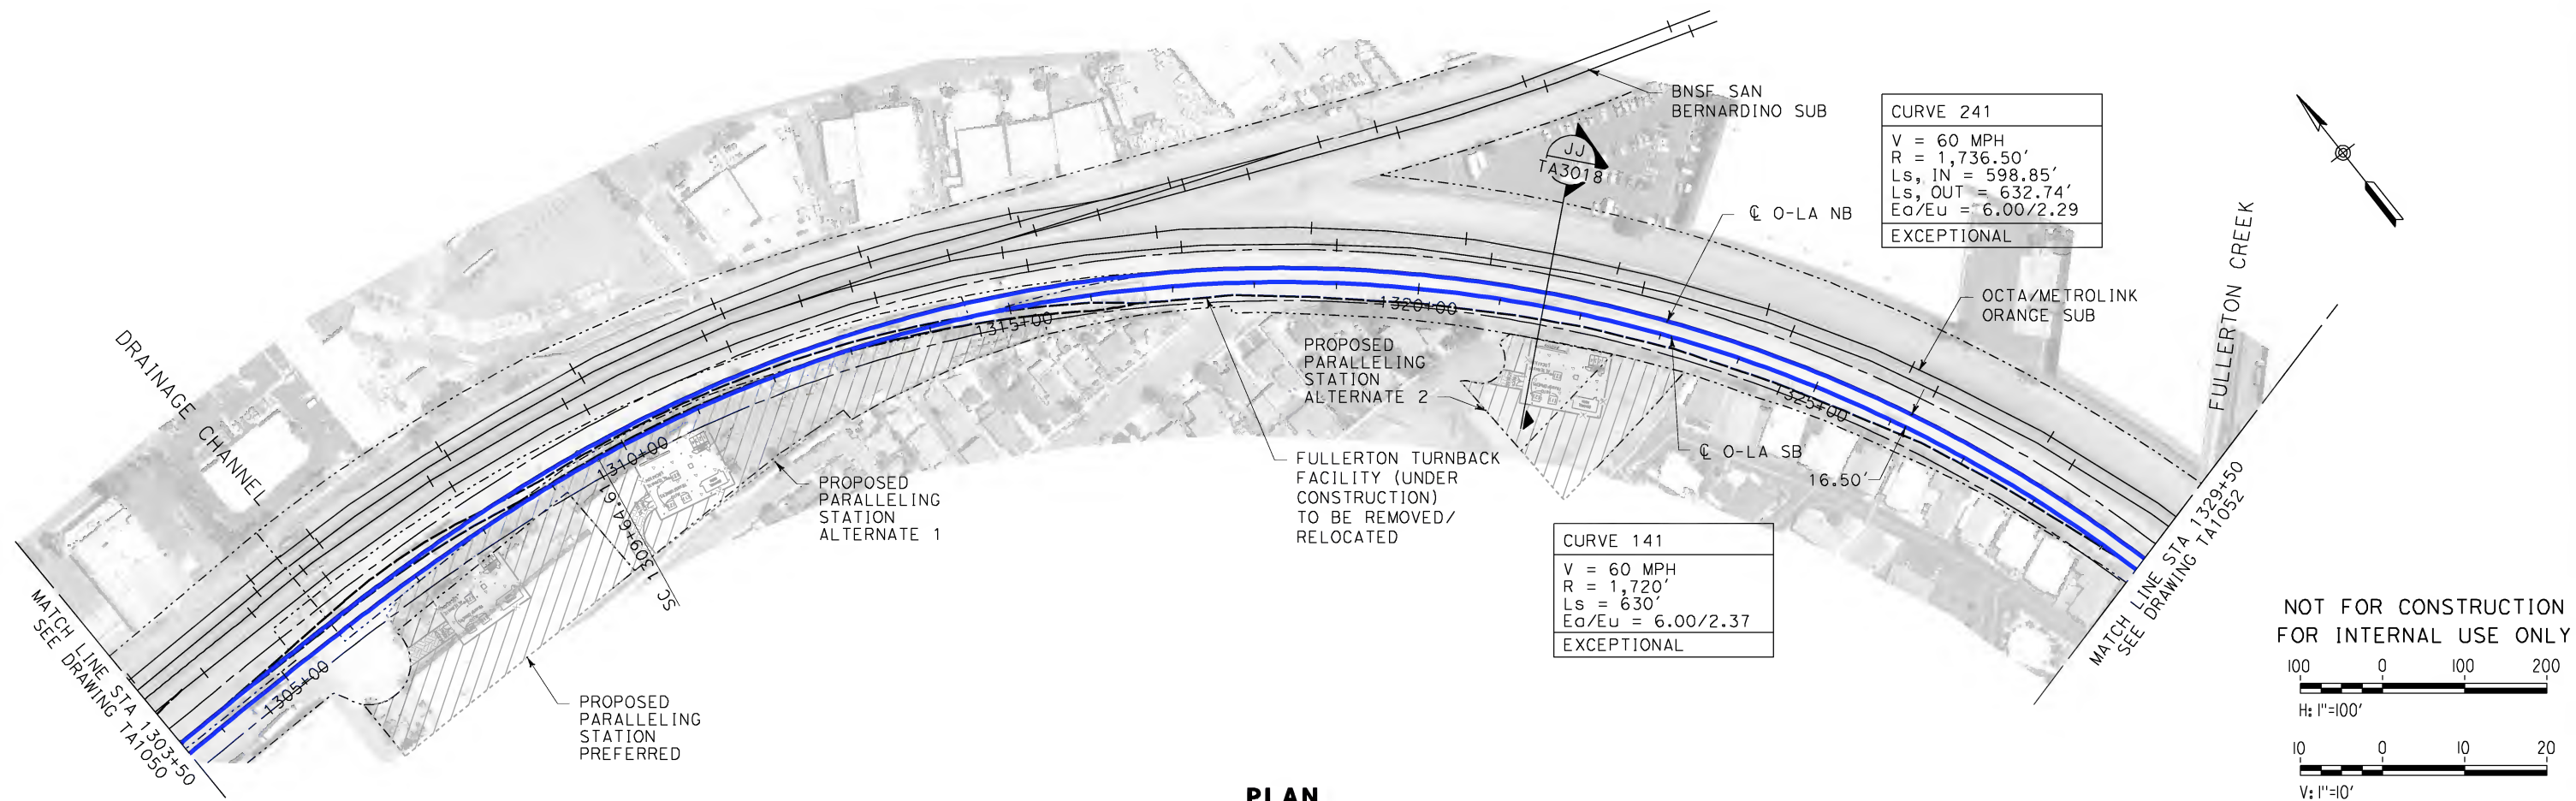 BNSF SAN
BERNARDINO SUB
JJ
TA3018
CURVE 241
V = 60 MPH
R = 1,736.50'
Ls, IN = 598.85'
Ls, OUT = 632.74'
Ea/Eu = 6.00/2.29
EXCEPTIONAL
℄ O-LA NB
FULLERTON CREEK
OCTA/METROLINK
ORANGE SUB
DRAINAGE CHANNEL
1315+00
1320+00
PROPOSED
PARALLELING
STATION
ALTERNATE 2
1325+00
1310+00
℄ O-LA SB
16.50'
FULLERTON TURNBACK
FACILITY (UNDER
CONSTRUCTION)
TO BE REMOVED/
RELOCATED
PROPOSED
PARALLELING
STATION
ALTERNATE 1
1309+64.61
SC
CURVE 141
V = 60 MPH
R = 1,720'
Ls = 630'
Ea/Eu = 6.00/2.37
EXCEPTIONAL
MATCH LINE STA 1329+50
SEE DRAWING TA1052
MATCH LINE STA 1303+50
SEE DRAWING TA1050
1305+00
PROPOSED
PARALLELING
STATION
PREFERRED
NOT FOR CONSTRUCTION
FOR INTERNAL USE ONLY
100 0 100 200
H: 1"=100'
10 0 10 20
V: 1"=10'
PLAN